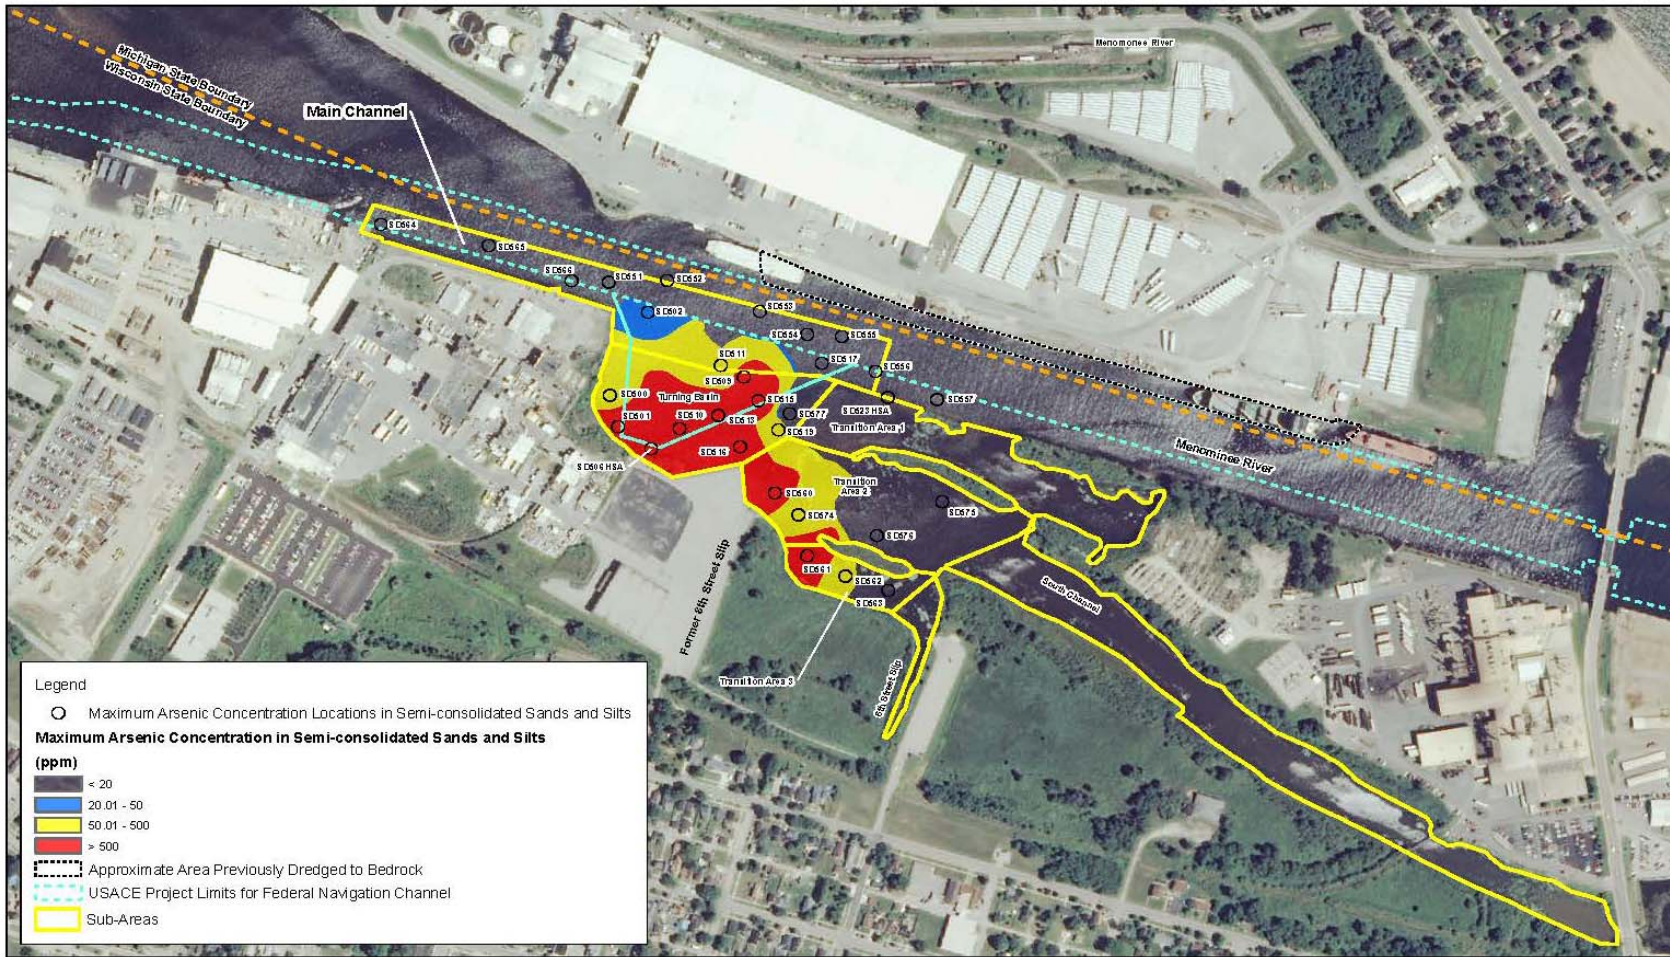 Menomonee River
Michigan State Boundary
Wisconsin State Boundary
Main Channel
SD564
SD565
SD566
SD551
SD552
SD502
SD553
SD554
SD555
SD511
SD517
SD556
SD509
SD500
Turning Basin
SD515
SD557
SD523 HSA
SD501
SD510
SD513
SD577
SD519
Transition Area 1
SD516
SD506 HSA
Menominee River
Transition
Area 2
SD560
SD575
SD574
SD576
SD561
SD562
SD563
South Channel
Former 8th Street Slip
6th Street Slip
Transition Area 3
Legend
Maximum Arsenic Concentration Locations in Semi-consolidated Sands and Silts
Maximum Arsenic Concentration in Semi-consolidated Sands and Silts
(ppm)
< 20
20.01 - 50
50.01 - 500
> 500
Approximate Area Previously Dredged to Bedrock
USACE Project Limits for Federal Navigation Channel
Sub-Areas